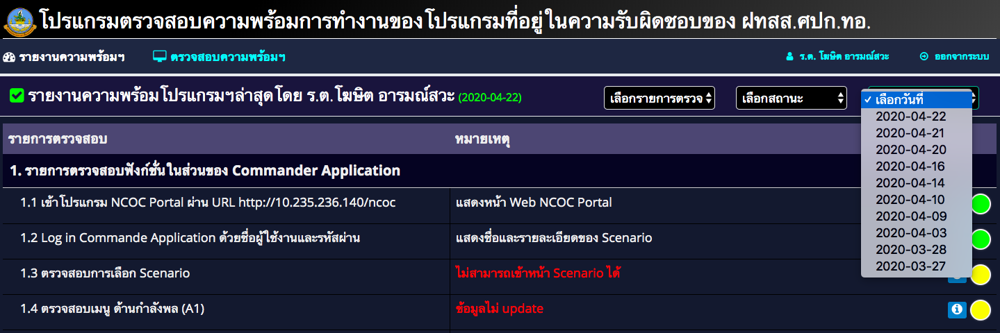 โปรแกรมตรวจสอบความพร้อมการทำงานของโปรแกรมที่อยู่ในความรับผิดชอบของ ฝทสส.ศปก.ทอ.
รายงานความพร้อมฯ ตรวจสอบความพร้อมฯ ร.ต. โฆษิต อารมณ์สวะ ออกจากระบบ
รายงานความพร้อมโปรแกรมฯล่าสุดโดย ร.ต.โฆษิต อารมณ์สวะ (2020-04-22) เลือกรายการตรวจ เลือกสถานะ เลือกวันที่
2020-04-22
2020-04-21
2020-04-20
2020-04-16
2020-04-14
2020-04-10
2020-04-09
2020-04-03
2020-03-28
2020-03-27
รายการตรวจสอบ หมายเหตุ
1. รายการตรวจสอบฟังก์ชั่นในส่วนของ Commander Application
1.1 เข้าโปรแกรม NCOC Portal ผ่าน URL http://10.235.236.140/ncoc แสดงหน้า Web NCOC Portal
1.2 Log in Commande Application ด้วยชื่อผู้ใช้งานและรหัสผ่าน แสดงชื่อและรายละเอียดของ Scenario
1.3 ตรวจสอบการเลือก Scenario ไม่สามารถเข้าหน้า Scenario ได้
1.4 ตรวจสอบเมนู ด้านกำลังพล (A1) ข้อมูลไม่ update